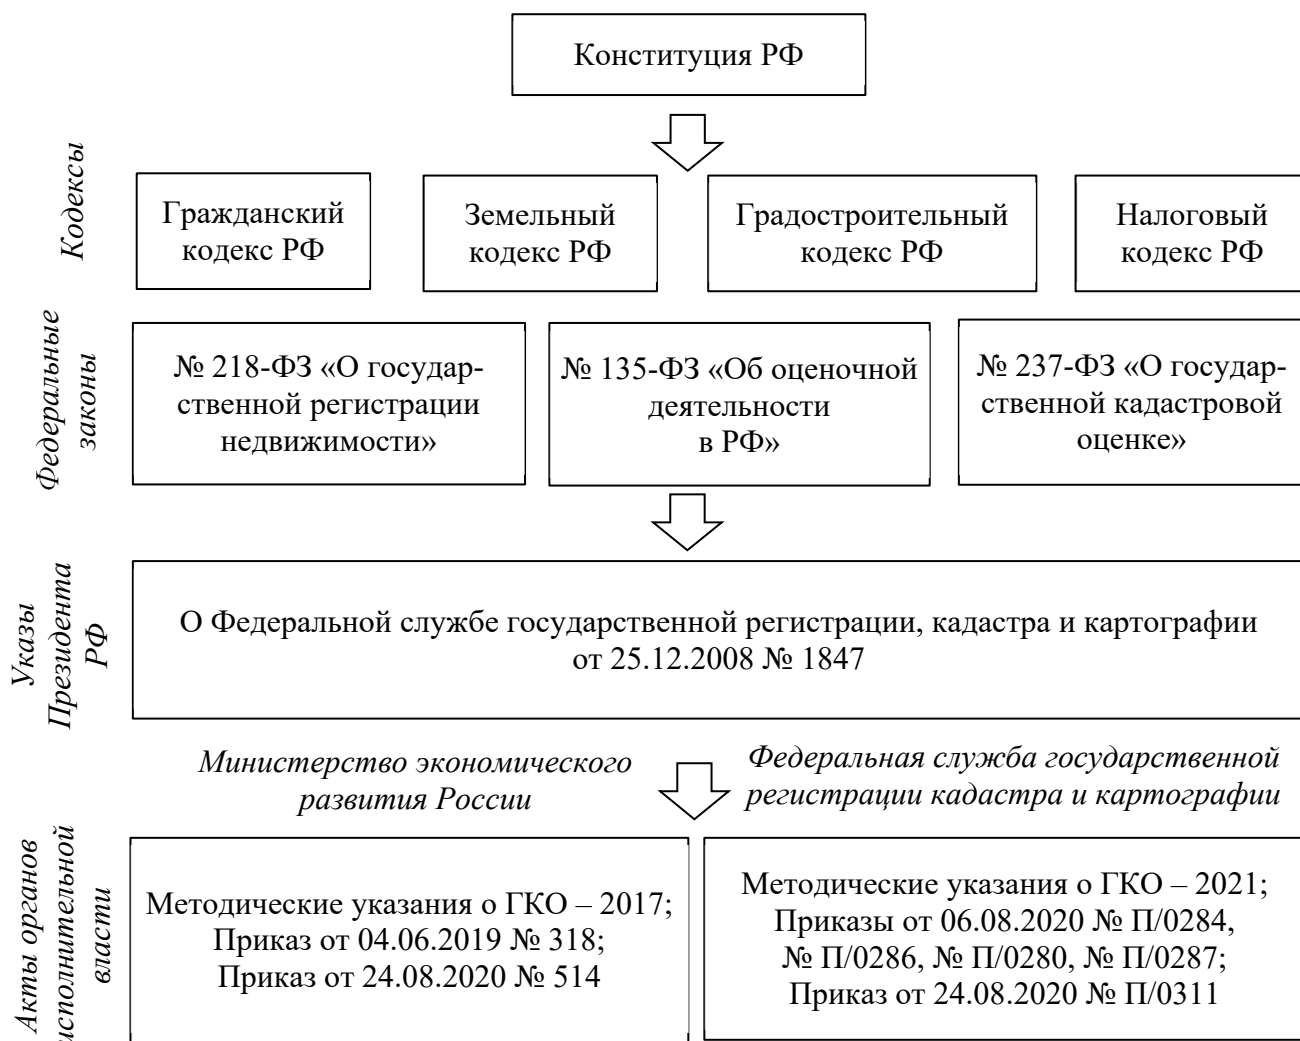 Конституция РФ
Кодексы
Гражданский
кодекс РФ
Земельный
кодекс РФ
Градостроительный
кодекс РФ
Налоговый
кодекс РФ
Федеральные
законы
№ 218-ФЗ «О государ-
ственной регистрации
недвижимости»
№ 135-ФЗ «Об оценочной
деятельности
в РФ»
№ 237-ФЗ «О государ-
ственной кадастровой
оценке»
Указы
Президента
РФ
О Федеральной службе государственной регистрации, кадастра и картографии
от 25.12.2008 № 1847
Министерство экономического
развития России
Федеральная служба государственной
регистрации кадастра и картографии
Акты органов
исполнительной
власти
Методические указания о ГКО – 2017;
Приказ от 04.06.2019 № 318;
Приказ от 24.08.2020 № 514
Методические указания о ГКО – 2021;
Приказы от 06.08.2020 № П/0284,
№ П/0286, № П/0280, № П/0287;
Приказ от 24.08.2020 № П/0311